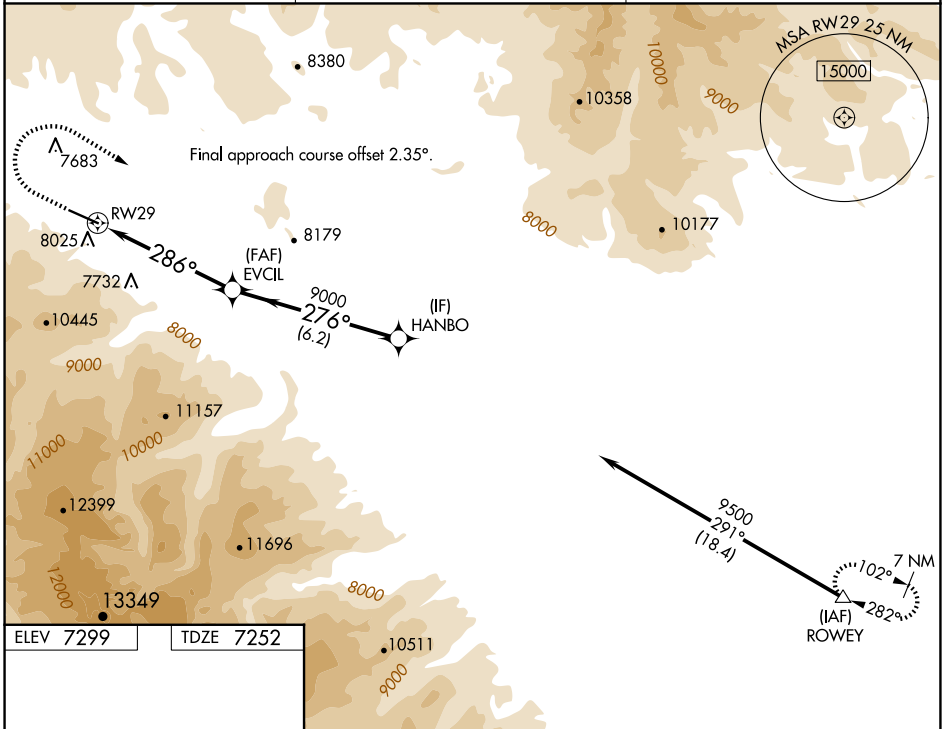 MSA RW29 25 NM
15000
8380
10358
10000
9000
7683
Final approach course offset 2.35°.
RW29
8025
8179
8000
10177
286°
(FAF)
EVCIL
7732
9000
276°
(6.2)
(IF)
HANBO
10445
8000
9000
11157
11000
10000
12399
11696
9500
291°
(18.4)
7 NM
102°
282°
(IAF)
ROWEY
12000
13349
8000
ELEV 7299
TDZE 7252
10511
9000